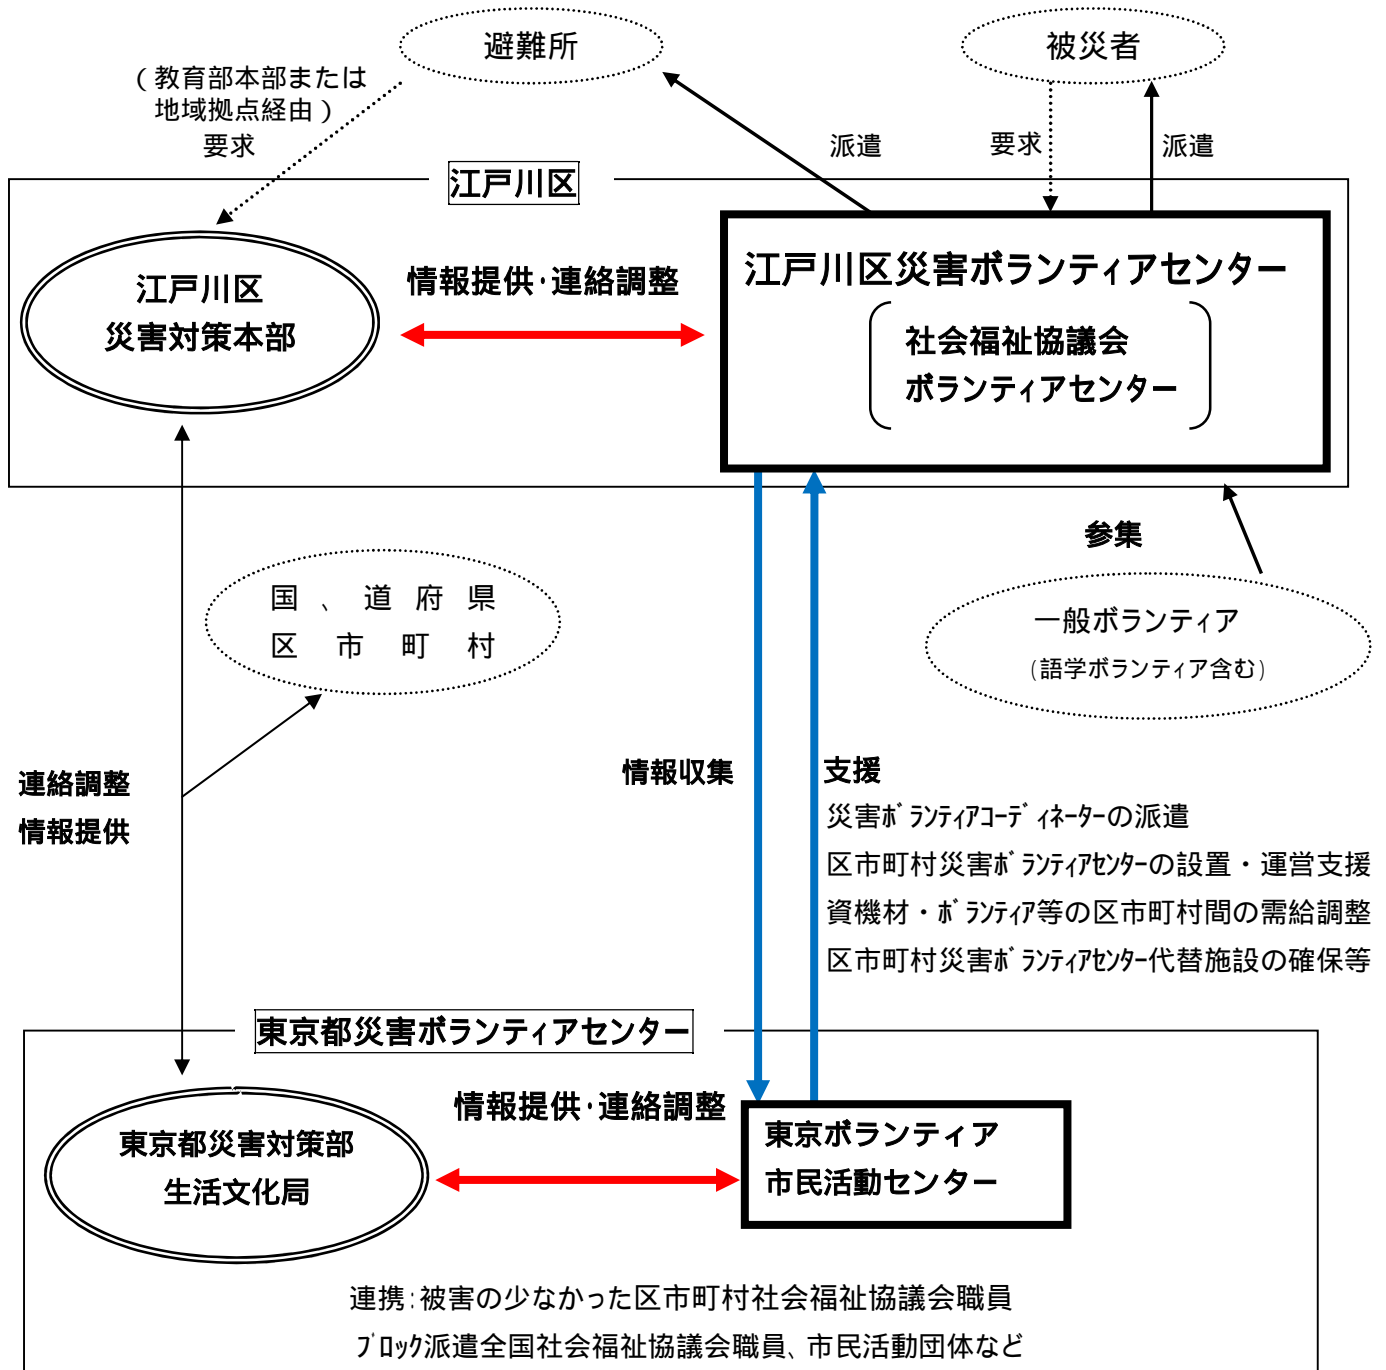 避難所
被災者
(教育部本部または
地域拠点経由)
要求
派遣
要求
派遣
江戸川区
江戸川区
災害対策本部
情報提供・連絡調整
江戸川区災害ボランティアセンター
社会福祉協議会
ボランティアセンター
参集
国、道府県
区市町村
一般ボランティア
(語学ボランティア含む)
連絡調整
情報提供
情報収集
支援
災害ボランティアコーディネーターの派遣
区市町村災害ボランティアセンターの設置・運営支援
資機材・ボランティア等の区市町村間の需給調整
区市町村災害ボランティアセンター代替施設の確保等
東京都災害ボランティアセンター
東京都災害対策部
生活文化局
情報提供・連絡調整
東京ボランティア
市民活動センター
連携:被害の少なかった区市町村社会福祉協議会職員
ブロック派遣全国社会福祉協議会職員、市民活動団体など